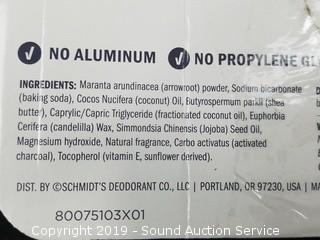 NO ALUMINUM NO PROPYLENE GL
INGREDIENTS: Maranta arundinacea (arrowroot) powder, Sodium bicarbonate
(baking soda), Cocos Nucifera (coconut) Oil, Butyrospermum parkii (shea
butter), Caprylic/Capric Triglyceride (fractionated coconut oil), Euphorbia
Cerifera (candelilla) Wax, Simmondsia Chinensis (Jojoba) Seed Oil,
Magnesium hydroxide, Natural fragrance, Carbo activatus (activated
charcoal), Tocopherol (vitamin E, sunflower derived).
DIST. BY ©SCHMIDT'S DEODORANT CO., LLC | PORTLAND, OR 97230, USA | MA
80075103X01
Copyright 2019 - Sound Auction Service